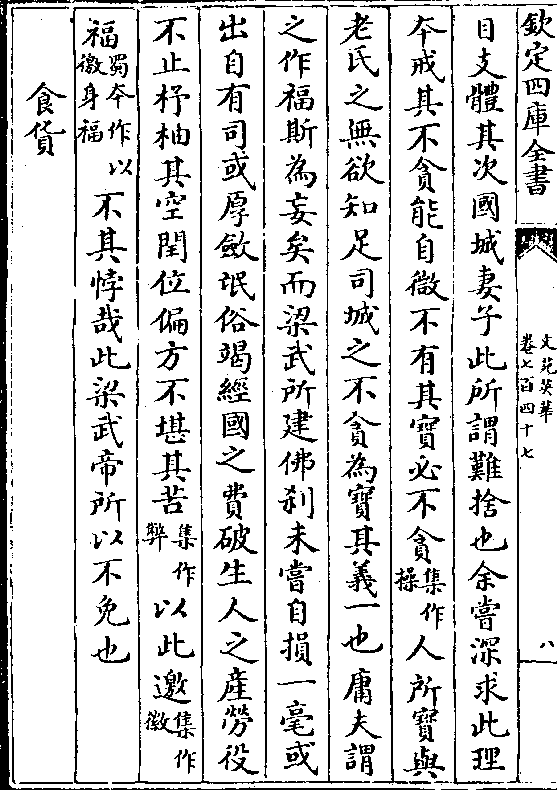 欽定四庫全書
文苑英華
卷七百四十七
八
目支體其次國城妻子此所謂難捨也余嘗深求此理
本戒其不貪能自微不有其寶必不貪集作操人所寶與
老氏之無欲知足司城之不貪為寶其義一也庸夫謂
之作福斯為妄矣而梁武所建佛刹未嘗自損一毫或
出自有司或厚斂氓俗竭經國之費破生人之產勞役
不止杼柚其空閏位偏方不堪其苦集作弊以此邀集作徼
福蜀本作以徼身福不其悖哉此梁武帝所以不免也
食貨